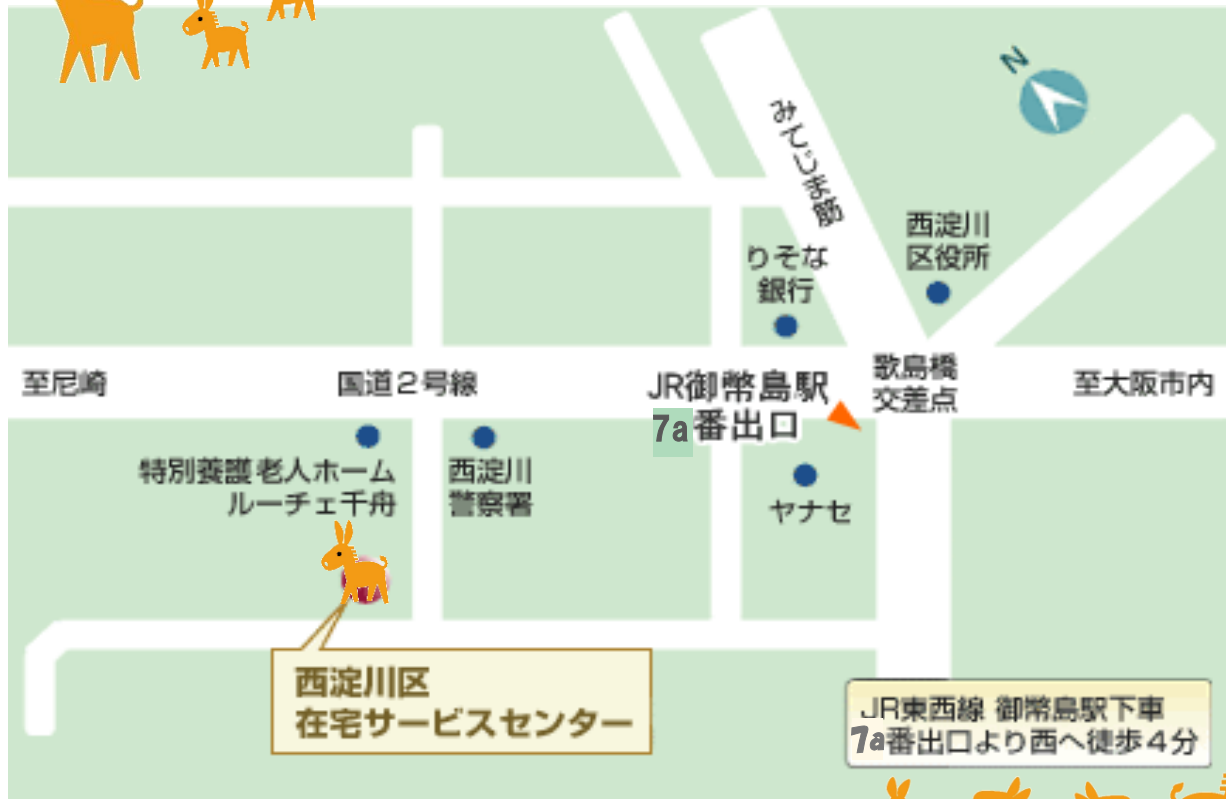 N
みてじま筋
西淀川
区役所
りそな
銀行
至尼崎
国道２号線
JR御幣島駅
7a番出口
歌島橋
交差点
至大阪市内
特別養護老人ホーム
ルーチェ千舟
西淀川
警察署
ヤナセ
西淀川区
在宅サービスセンター
JR東西線 御幣島駅下車
7a番出口より西へ徒歩４分